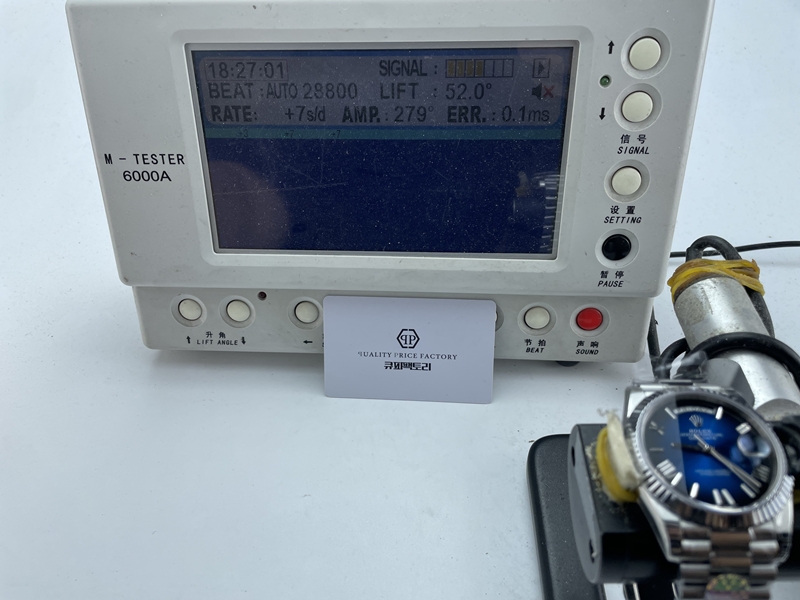 18:27:01 SIGNAL :
BEAT : AUTO 28800 LIFT : 52.0°
RATE: +7s/d AMP. : 279° ERR. : 0.1ms
M - TESTER
6000A
信 号
SIGNAL
设 置
SETTING
暂 停
PAUSE
升 角
LIFT ANGLE
节 拍
BEAT
声 响
SOUND
QUALITY PRICE FACTORY
큐피팩토리
ROLEX